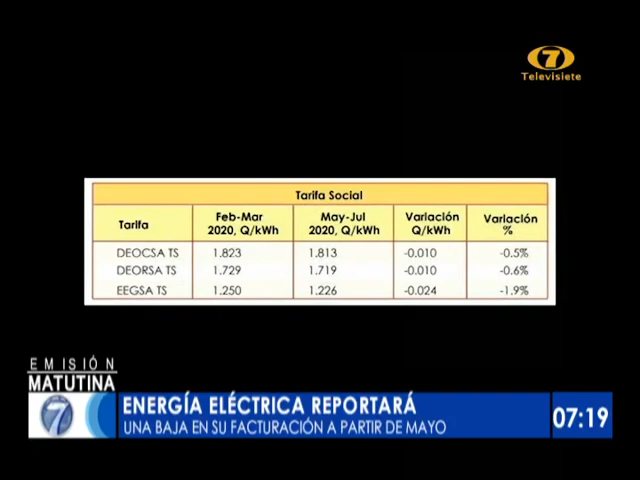 7
Televisiete
Tarifa Social
Tarifa Feb-Mar 2020, Q/kWh May-Jul 2020, Q/kWh Variación Q/kWh Variación %
DEOCSA TS 1.823 1.813 -0.010 -0.5%
DEORSA TS 1.729 1.719 -0.010 -0.6%
EEGSA TS 1.250 1.226 -0.024 -1.9%
EMISIÓN
MATUTINA
7
ENERGÍA ELÉCTRICA REPORTARÁ
UNA BAJA EN SU FACTURACIÓN A PARTIR DE MAYO
07:19